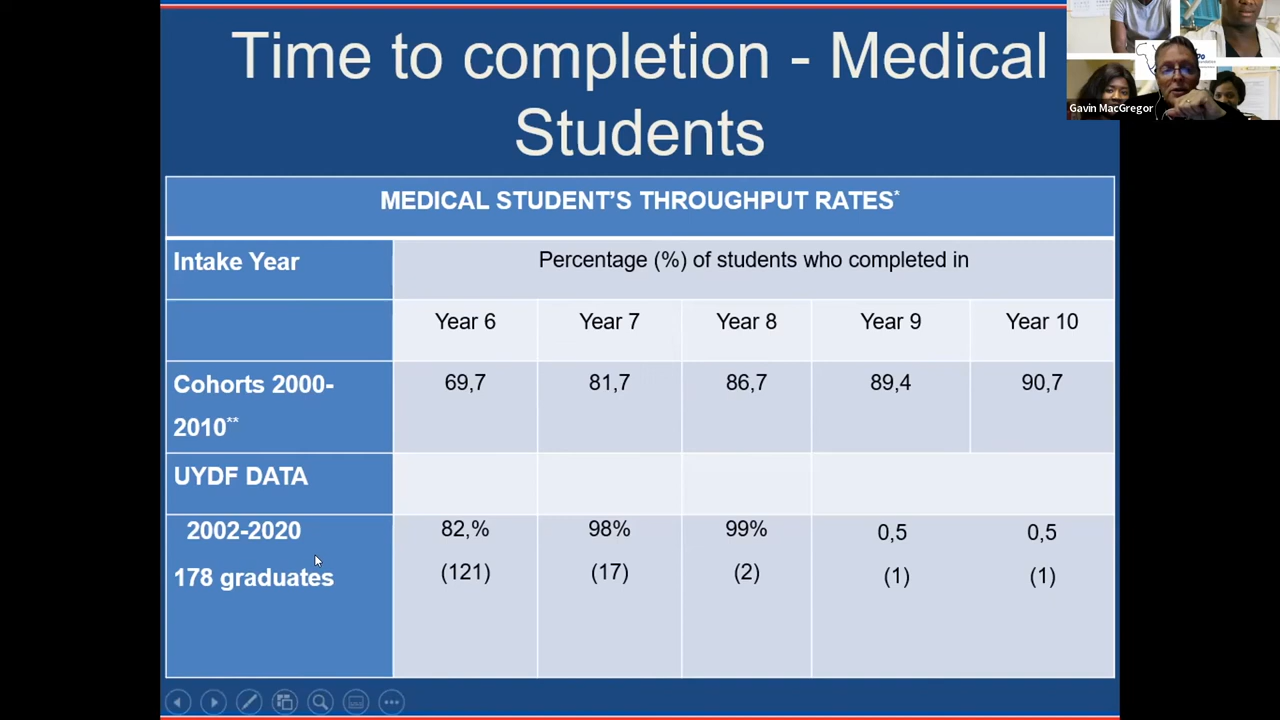 Time to completion - Medical
Students
Gavin MacGregor
MEDICAL STUDENT’S THROUGHPUT RATES*
Intake Year
Percentage (%) of students who completed in
Year 6 Year 7 Year 8 Year 9 Year 10
Cohorts 2000-
2010**
69,7 81,7 86,7 89,4 90,7
UYDF DATA
2002-2020 82,% 98% 99% 0,5 0,5
178 graduates (121) (17) (2) (1) (1)